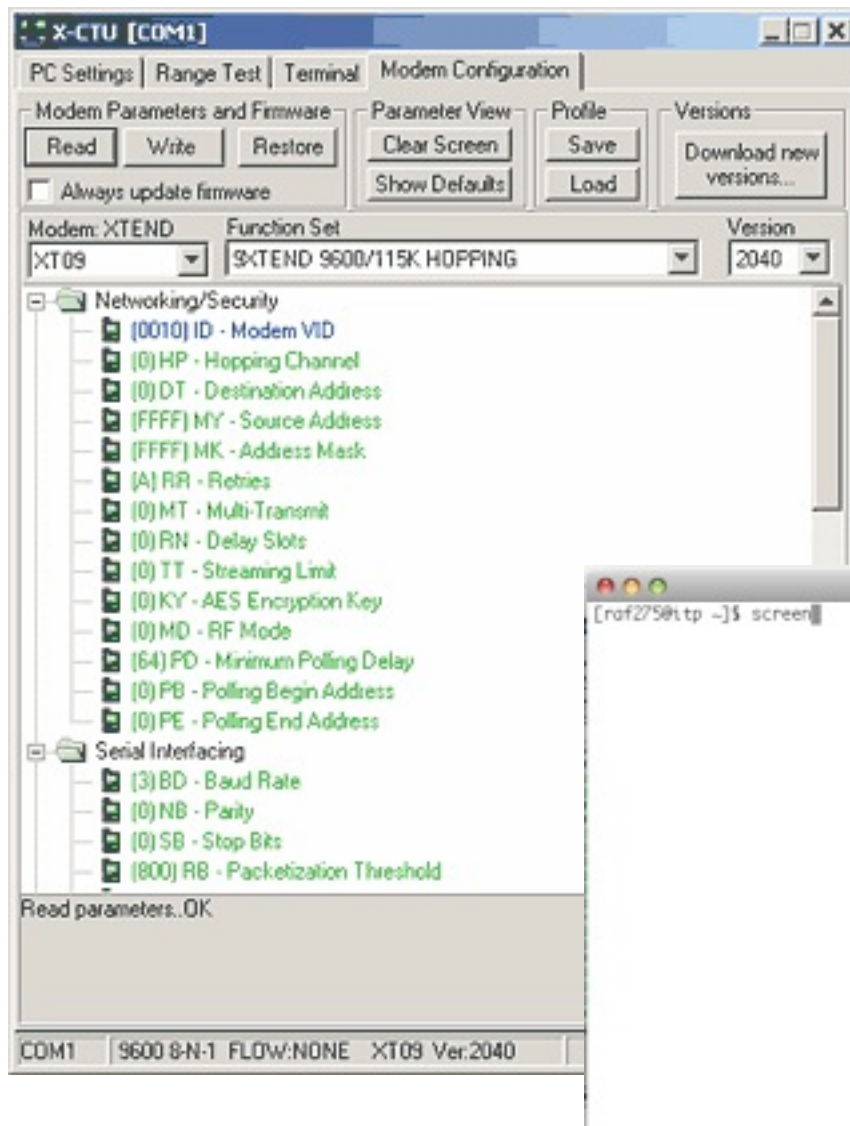 X-CTU [COM1]
PC Settings Range Test Terminal Modem Configuration
Modem Parameters and Firmware Parameter View Profile Versions
Read Write Restore Clear Screen Save Download new versions...
Always update firmware Show Defaults Load
Modem: XTEND Function Set Version
XT09 9XTEND 9600/115K HOPPING 2040
Networking/Security
(0010) ID - Modem VID
(0) HP - Hopping Channel
(0) DT - Destination Address
(FFFF) MY - Source Address
(FFFF) MK - Address Mask
(A) RR - Retries
(0) MT - Multi-Transmit
(0) RN - Delay Slots
(0) TT - Streaming Limit
(0) KY - AES Encryption Key
(0) MD - RF Mode
(64) PD - Minimum Polling Delay
(0) PB - Polling Begin Address
(0) PE - Polling End Address
Serial Interfacing
(3) BD - Baud Rate
(0) NB - Parity
(0) SB - Stop Bits
(800) RB - Packetization Threshold
Read parameters..OK
COM1 9600 8-N-1 FLOW:NONE XT09 Ver:2040
[raf275@itp ~]$ screen